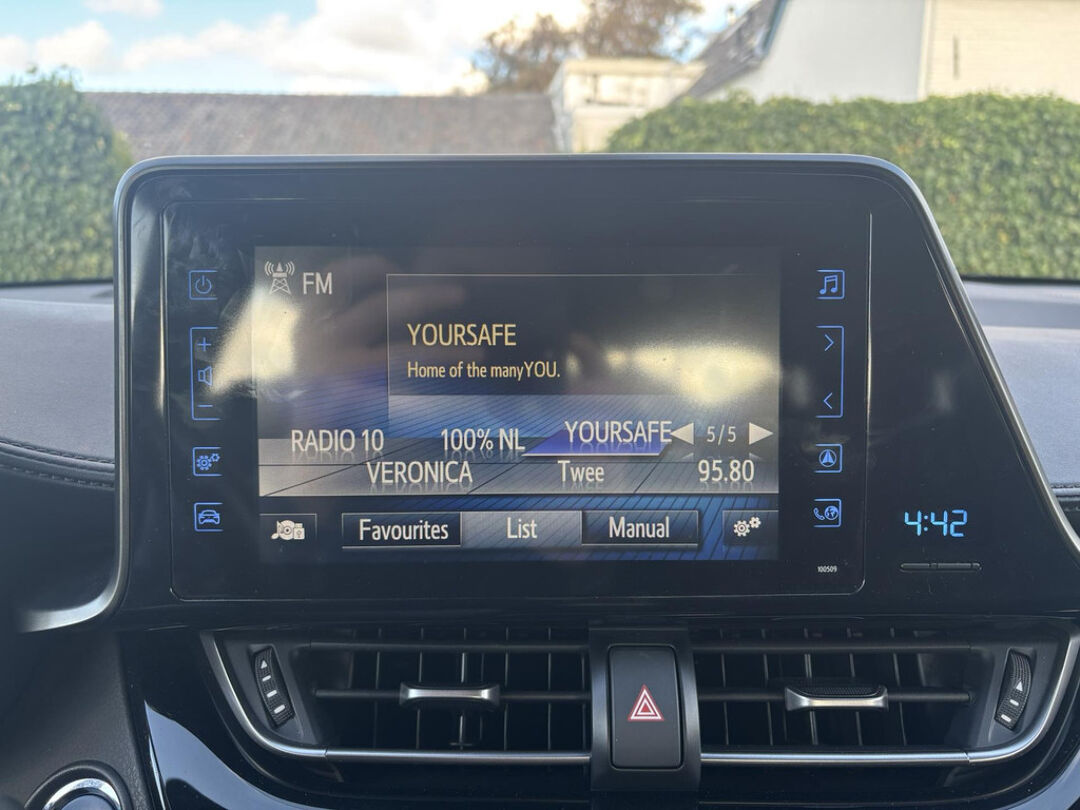 FM
YOURSAFE
Home of the manyYOU.
RADIO 10 100% NL YOURSAFE 5/5
VERONICA Twee 95.80
Favourites List Manual
4:42
100509